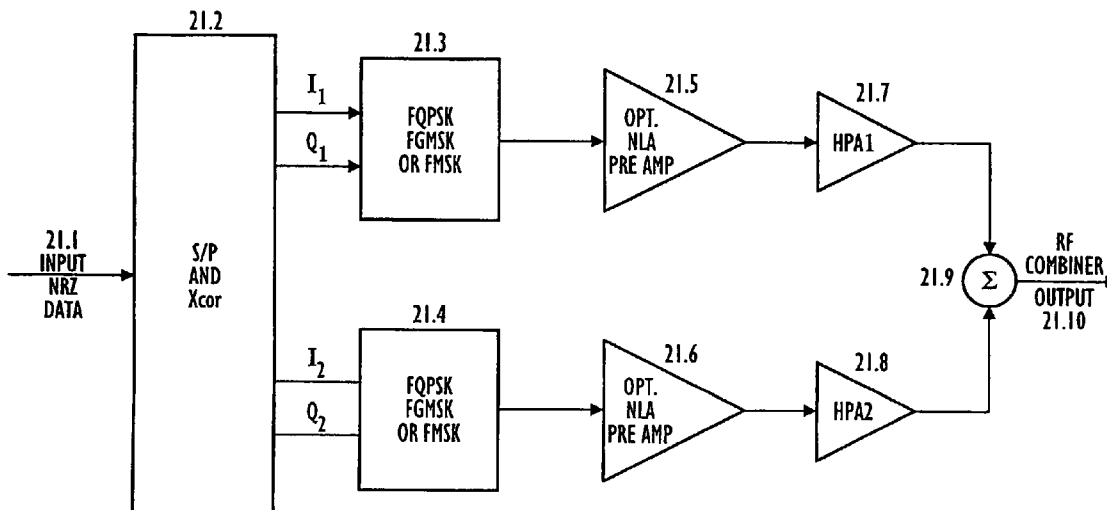 21.2
21.3
21.5
21.7
I1
Q1
FQPSK
FGMSK
OR FMSK
OPT.
NLA
PRE AMP
HPA1
21.1
INPUT
NRZ
DATA
S/P
AND
Xcor
21.9
Σ
RF
COMBINER
OUTPUT
21.10
21.4
21.6
21.8
I2
Q2
FQPSK
FGMSK
OR FMSK
OPT.
NLA
PRE AMP
HPA2